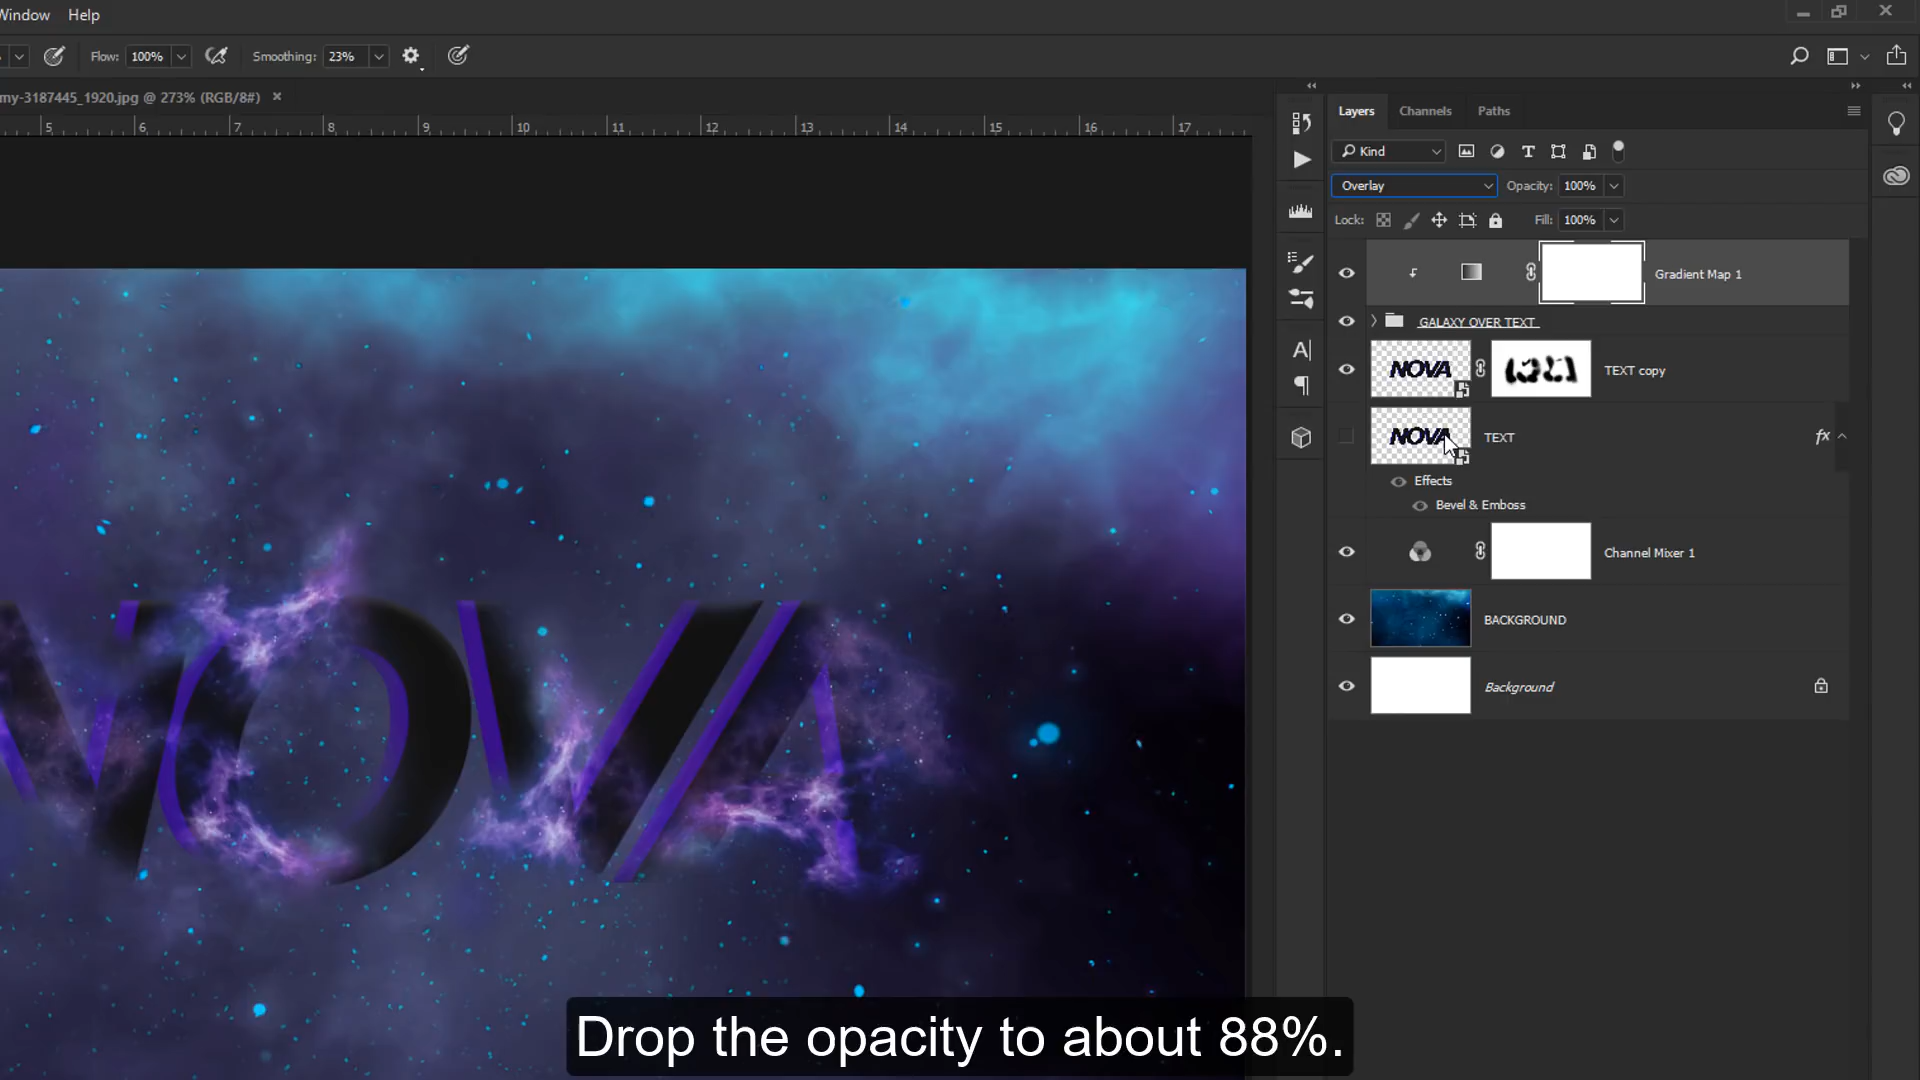 Window Help
Flow: 100% Smoothing: 23%
my-3187445_1920.jpg @ 273% (RGB/8#) ×
5 6 7 8 9 10 11 12 13 14 15 16 17
Layers Channels Paths
Kind
Overlay Opacity: 100%
Lock: Fill: 100%
Gradient Map 1
GALAXY OVER TEXT
NOVA TEXT copy
NOVA TEXT fx
Effects
Bevel & Emboss
Channel Mixer 1
BACKGROUND
Background
NOVA
Drop the opacity to about 88%.